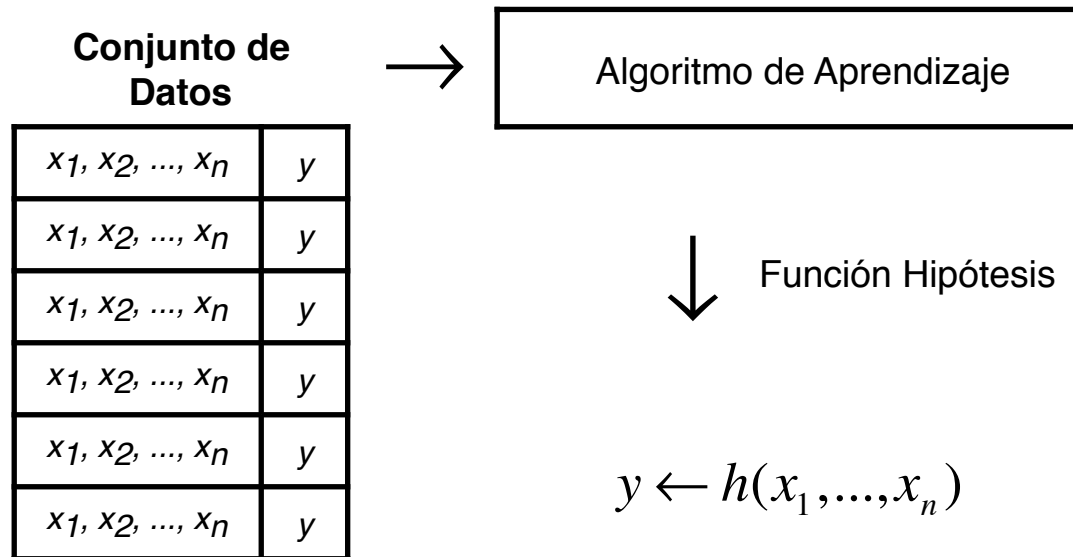 Conjunto de
Datos
Algoritmo de Aprendizaje
x1, x2, ..., xn y
x1, x2, ..., xn y
x1, x2, ..., xn y
x1, x2, ..., xn y
x1, x2, ..., xn y
x1, x2, ..., xn y
Función Hipótesis
y ← h(x1,...,xn)